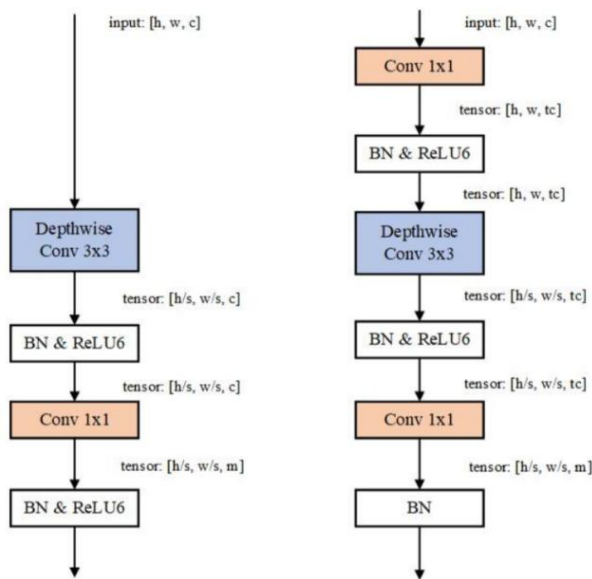 input: [h, w, c]
Depthwise
Conv 3x3
tensor: [h/s, w/s, c]
BN & ReLU6
tensor: [h/s, w/s, c]
Conv 1x1
tensor: [h/s, w/s, m]
BN & ReLU6
input: [h, w, c]
Conv 1x1
tensor: [h, w, tc]
BN & ReLU6
tensor: [h, w, tc]
Depthwise
Conv 3x3
tensor: [h/s, w/s, tc]
BN & ReLU6
tensor: [h/s, w/s, tc]
Conv 1x1
tensor: [h/s, w/s, m]
BN